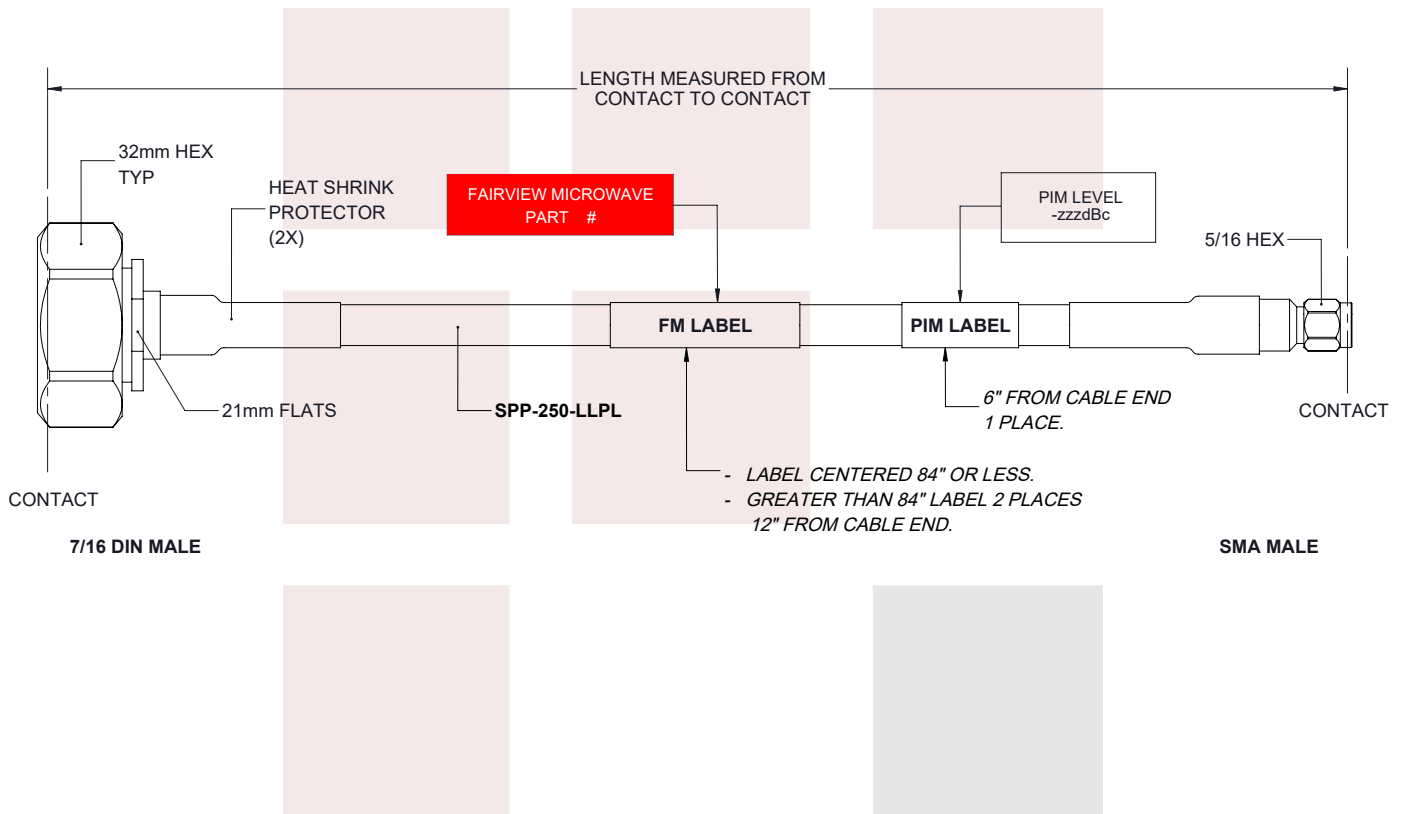 LENGTH MEASURED FROM
CONTACT TO CONTACT
32mm HEX
TYP
HEAT SHRINK
PROTECTOR
(2X)
FAIRVIEW MICROWAVE
PART #
PIM LEVEL
-zzzdBc
5/16 HEX
FM LABEL
PIM LABEL
21mm FLATS
SPP-250-LLPL
6" FROM CABLE END
1 PLACE.
CONTACT
- LABEL CENTERED 84" OR LESS.
- GREATER THAN 84" LABEL 2 PLACES
12" FROM CABLE END.
CONTACT
7/16 DIN MALE
SMA MALE